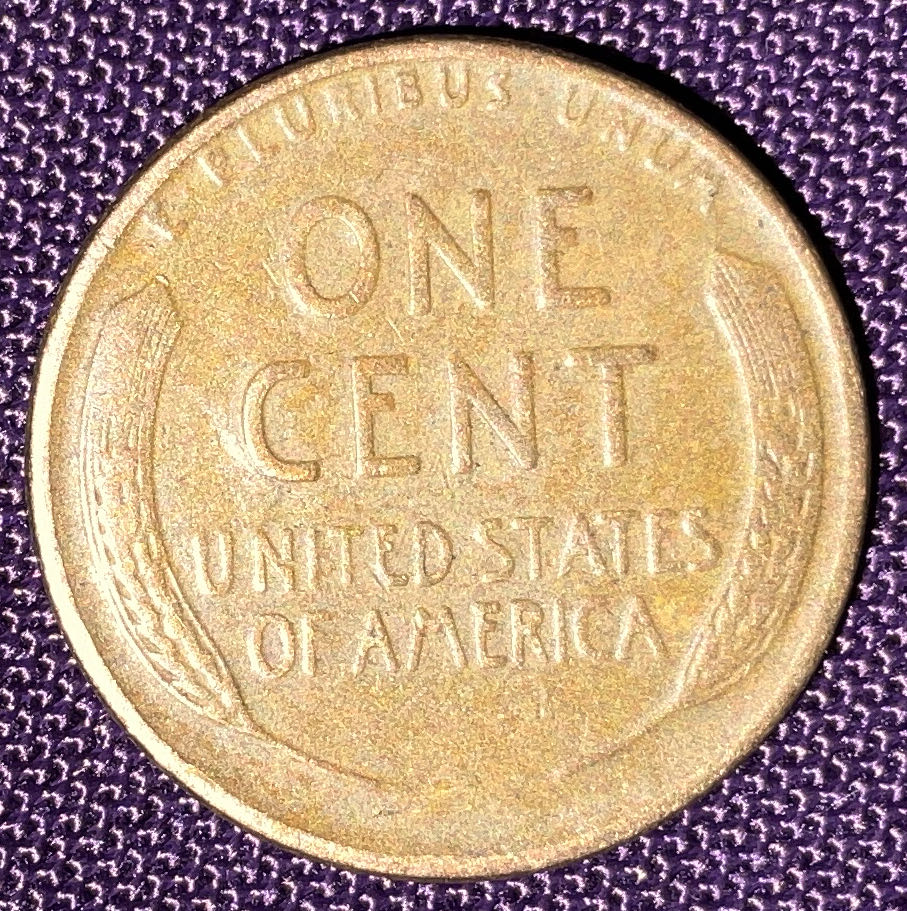 E PLURIBUS UNUM
ONE
CENT
UNITED STATES
OF AMERICA